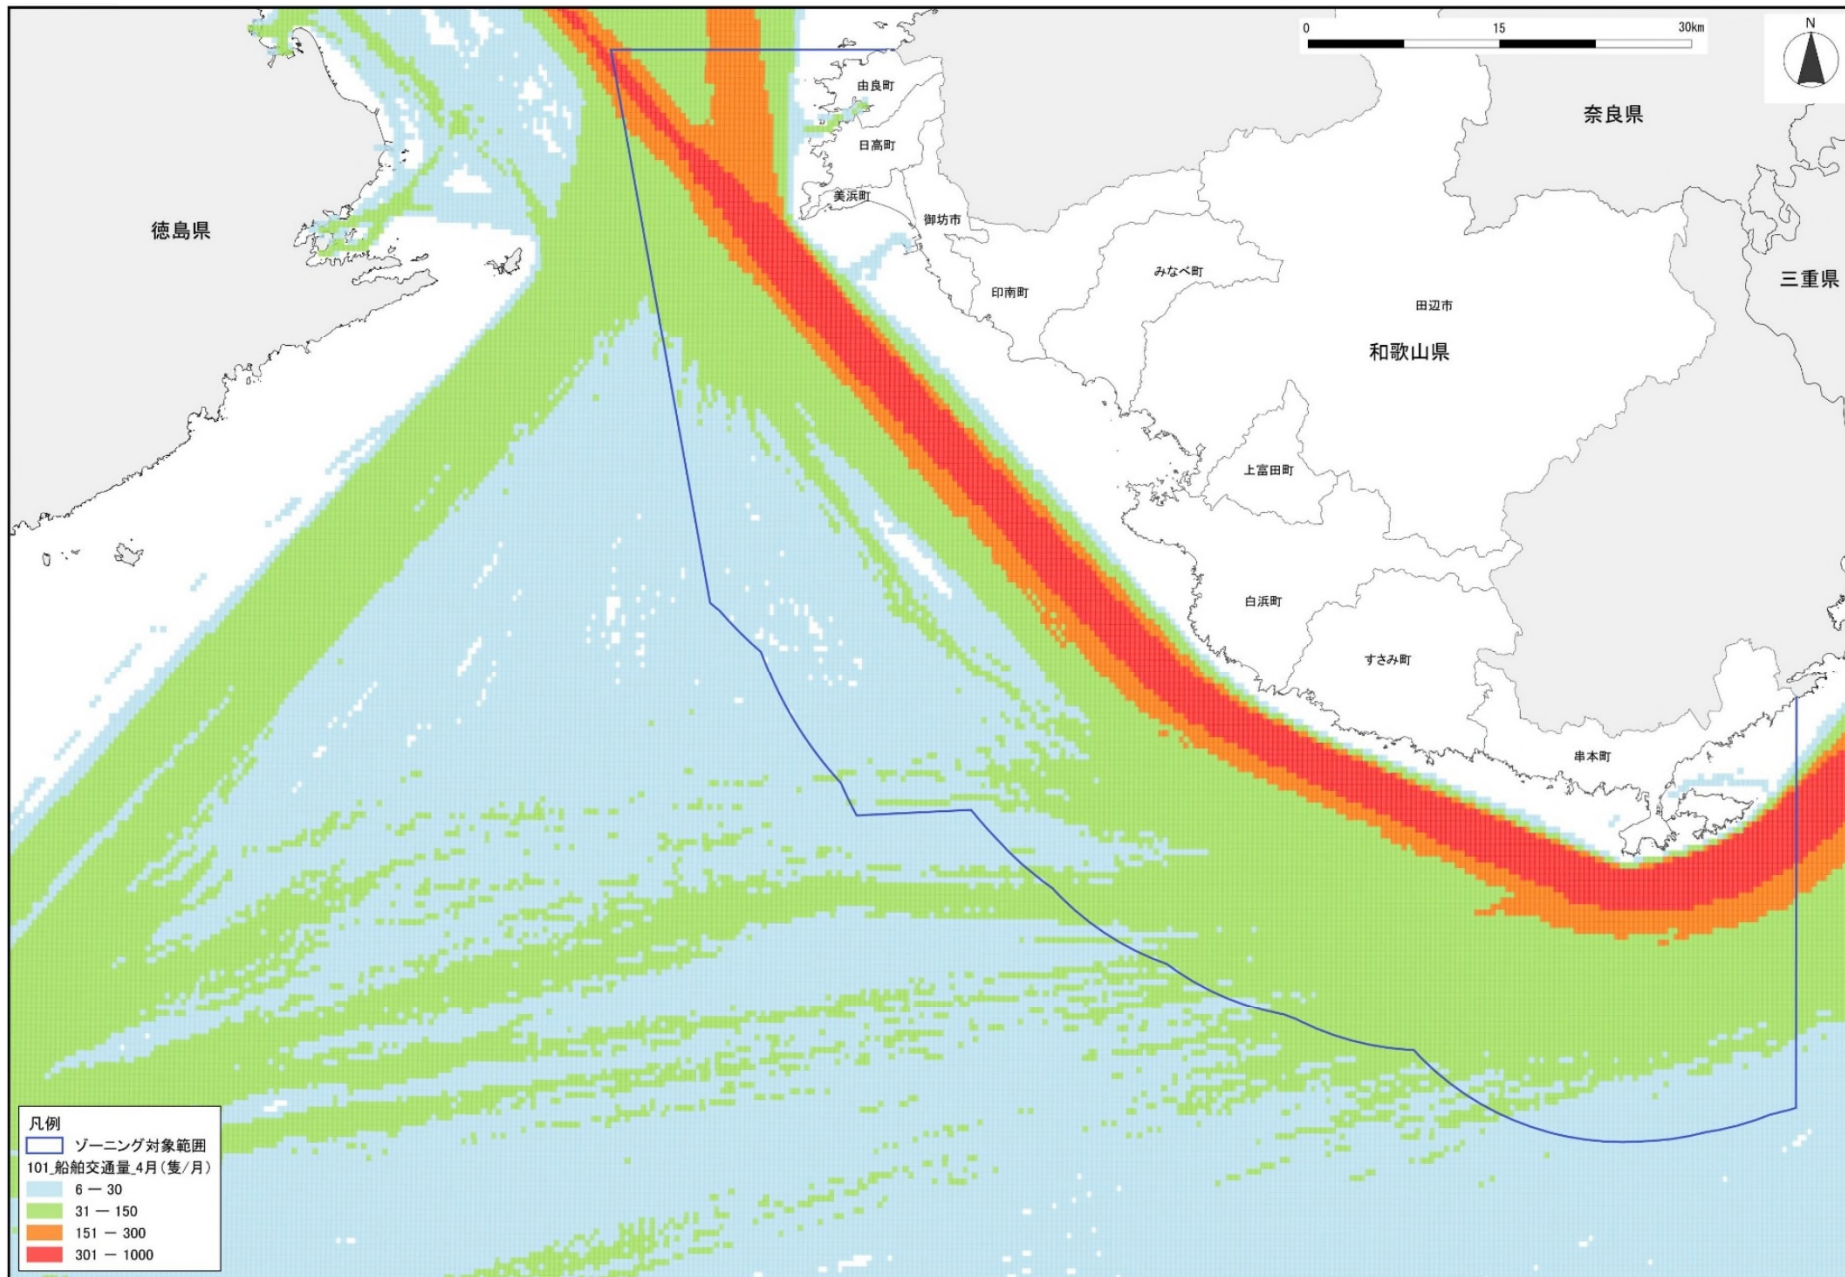 0 15 30km
N
由良町
奈良県
日高町
美浜町
御坊市
徳島県
みなべ町
三重県
印南町
田辺市
和歌山県
上富田町
白浜町
すさみ町
串本町
凡例
ゾーニング対象範囲
101_船舶交通量_4月(隻/月)
6 － 30
31 － 150
151 － 300
301 － 1000